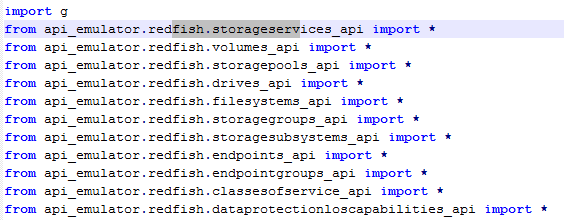 import g
from api_emulator.redfish.storageservices_api import *
from api_emulator.redfish.volumes_api import *
from api_emulator.redfish.storagepools_api import *
from api_emulator.redfish.drives_api import *
from api_emulator.redfish.filesystems_api import *
from api_emulator.redfish.storagegroups_api import *
from api_emulator.redfish.storagesubsystems_api import *
from api_emulator.redfish.endpoints_api import *
from api_emulator.redfish.endpointgroups_api import *
from api_emulator.redfish.classesofservice_api import *
from api_emulator.redfish.dataprotectionloscapabilities_api import *